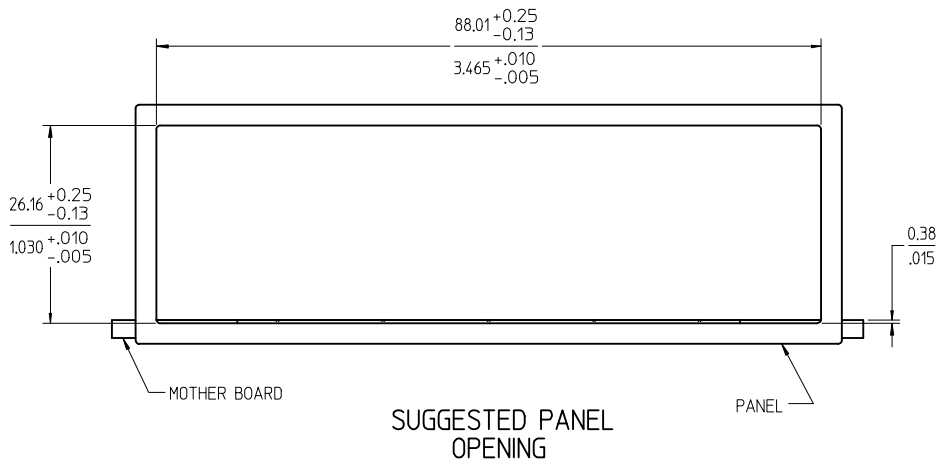 88.01 +0.25
-0.13
3.465 +.010
-.005
26.16 +0.25
-0.13
1.030 +.010
-.005
0.38
.015
MOTHER BOARD
PANEL
SUGGESTED PANEL
OPENING